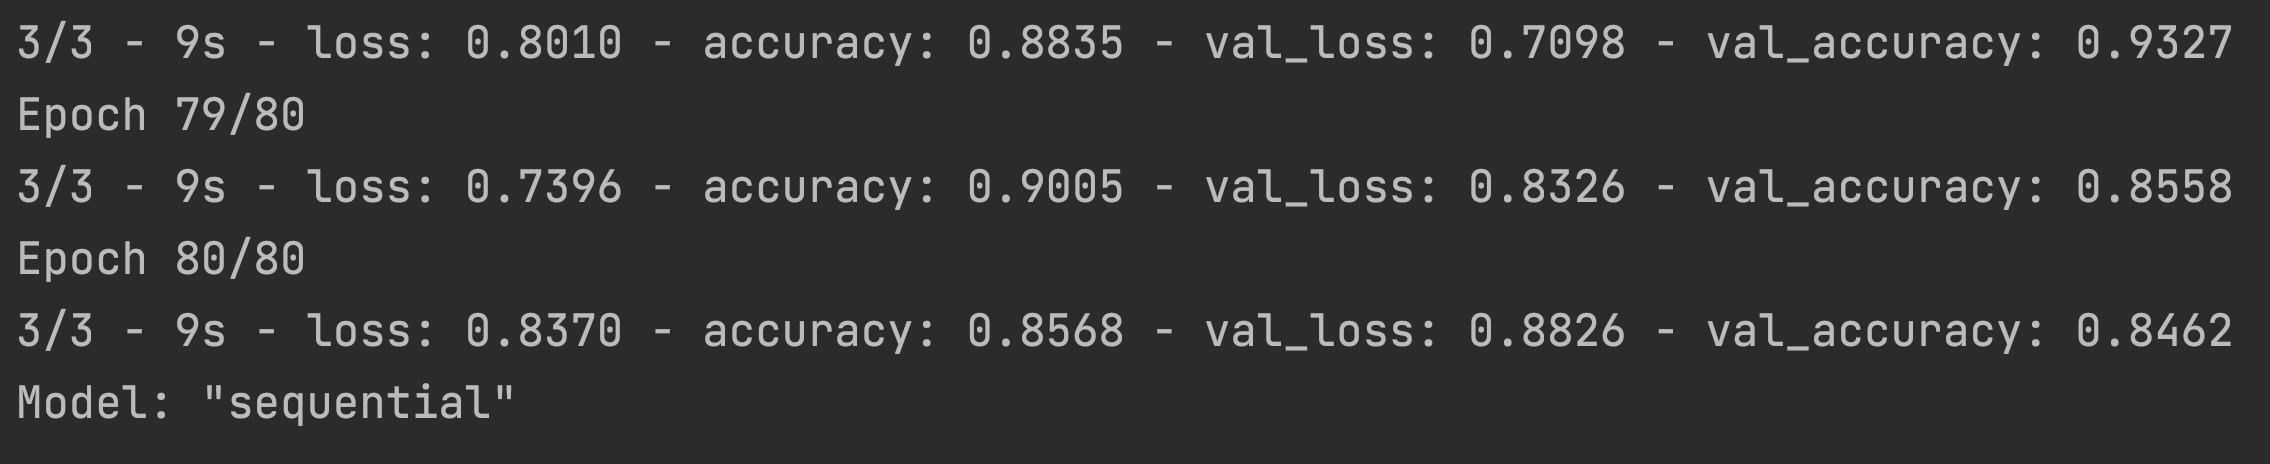 3/3 - 9s - loss: 0.8010 - accuracy: 0.8835 - val_loss: 0.7098 - val_accuracy: 0.9327
Epoch 79/80
3/3 - 9s - loss: 0.7396 - accuracy: 0.9005 - val_loss: 0.8326 - val_accuracy: 0.8558
Epoch 80/80
3/3 - 9s - loss: 0.8370 - accuracy: 0.8568 - val_loss: 0.8826 - val_accuracy: 0.8462
Model: "sequential"